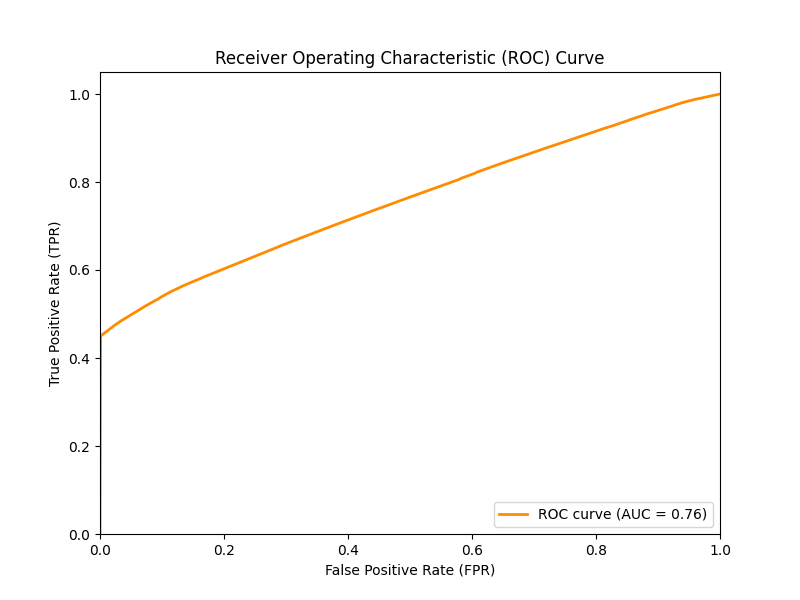 Receiver Operating Characteristic (ROC) Curve
True Positive Rate (TPR)
1.0
0.8
0.6
0.4
0.2
0.0
ROC curve (AUC = 0.76)
0.0 0.2 0.4 0.6 0.8 1.0
False Positive Rate (FPR)